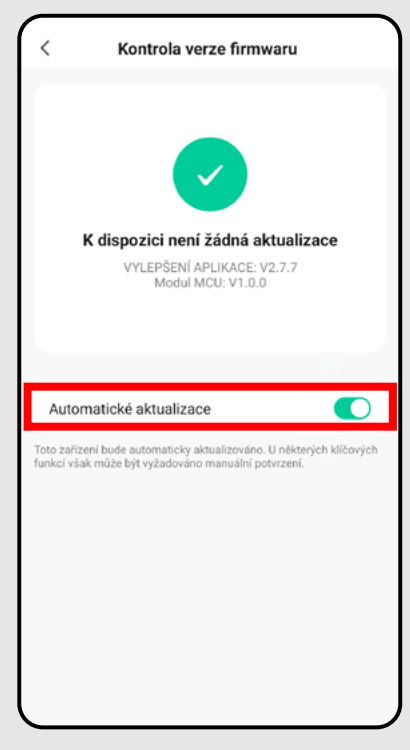 Kontrola verze firmwaru
K dispozici není žádná aktualizace
VYLEPŠENÍ APLIKACE: V2.7.7
Modul MCU: V1.0.0
Automatické aktualizace
Toto zařízení bude automaticky aktualizováno. U některých klíčových
funkcí však může být vyžadováno manuální potvrzení.